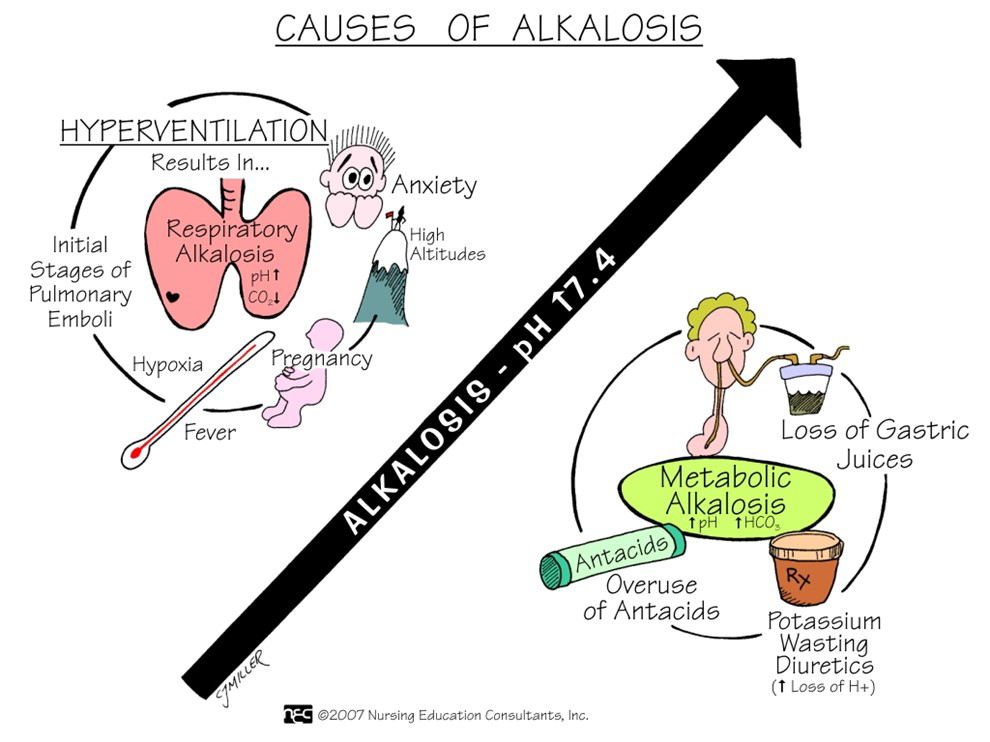 CAUSES OF ALKALOSIS
HYPERVENTILATION
Results In...
Respiratory
Alkalosis
pH↑
CO₂↓
Anxiety
High
Altitudes
Initial
Stages of
Pulmonary
Emboli
Hypoxia
Pregnancy
Fever
ALKALOSIS - pH ↑7.4
Loss of Gastric
Juices
Metabolic
Alkalosis
↑pH ↑HCO₃
Antacids
Overuse
of Antacids
Rx
Potassium
Wasting
Diuretics
(↑ Loss of H+)
CJMILLER
nec ©2007 Nursing Education Consultants, Inc.